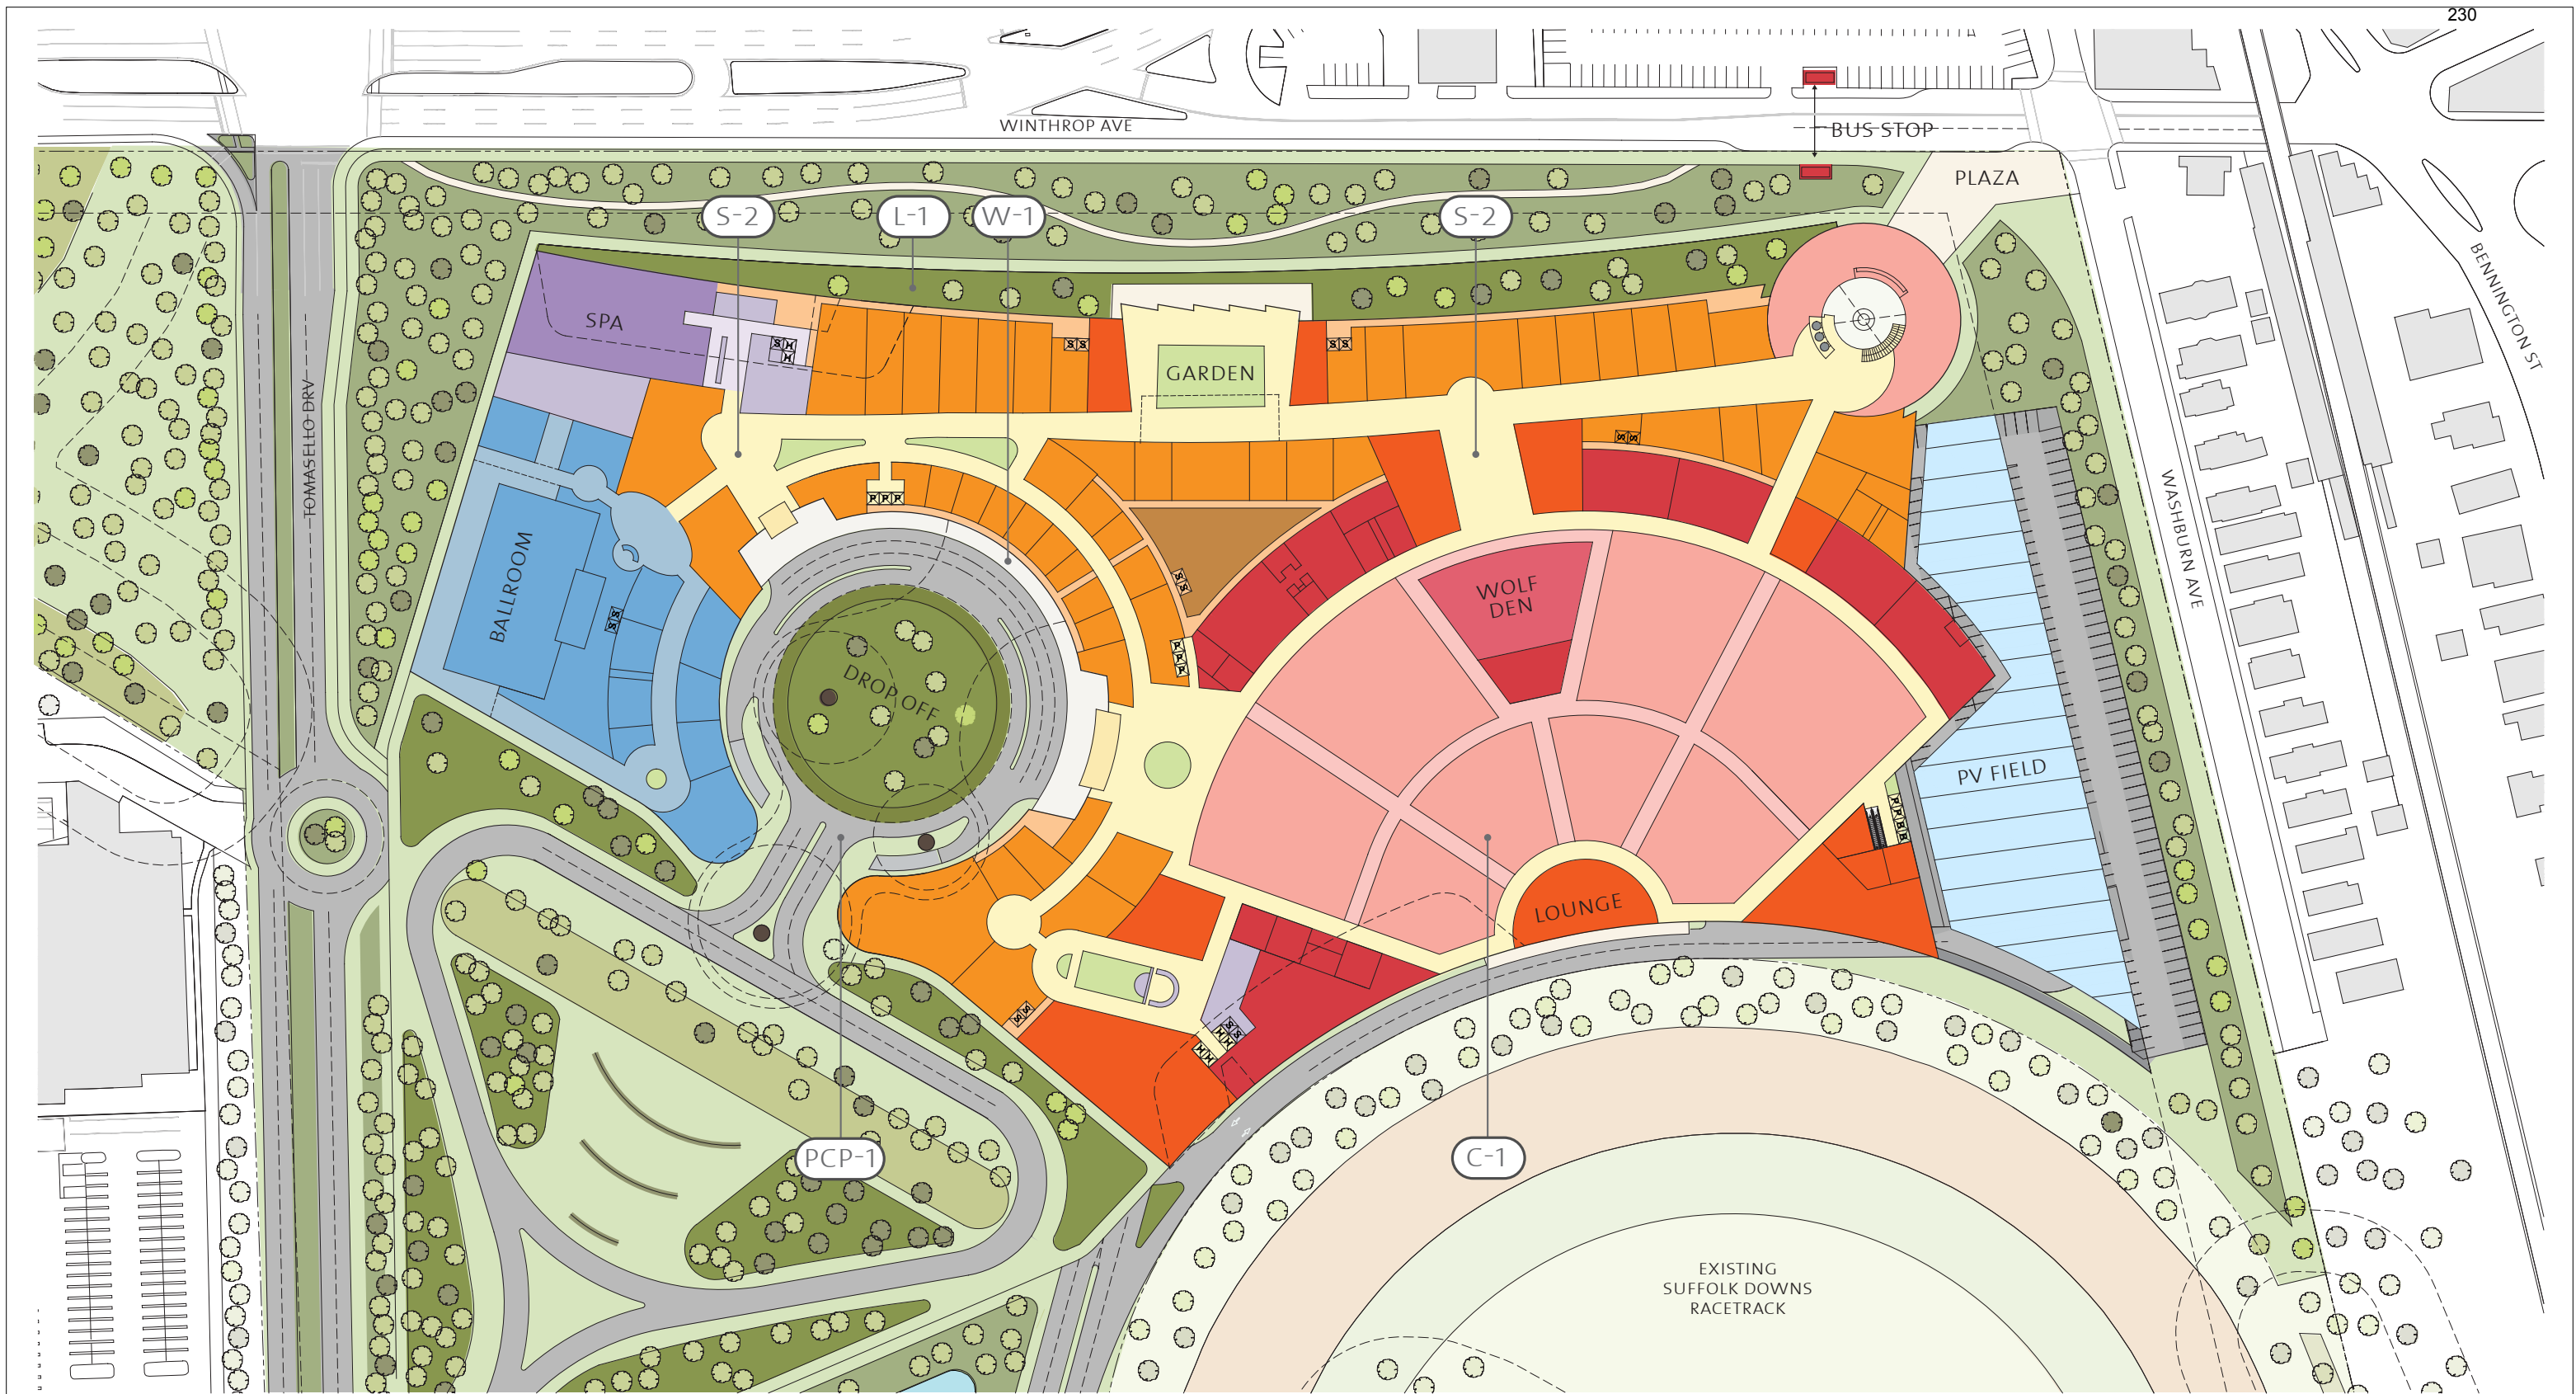 230
WINTHROP AVE
BUS STOP
PLAZA
S-2
L-1
W-1
S-2
BENNINGTON ST
SPA
S H
H
S S
S S
GARDEN
TOMASELLO DRV
S S
P P P
WASHBURN AVE
BALLROOM
S S
S S
WOLF
DEN
P P P
DROP OFF
PV FIELD
P P B B
LOUNGE
S S
S S
H H
H H
PCP-1
C-1
EXISTING
SUFFOLK DOWNS
RACETRACK